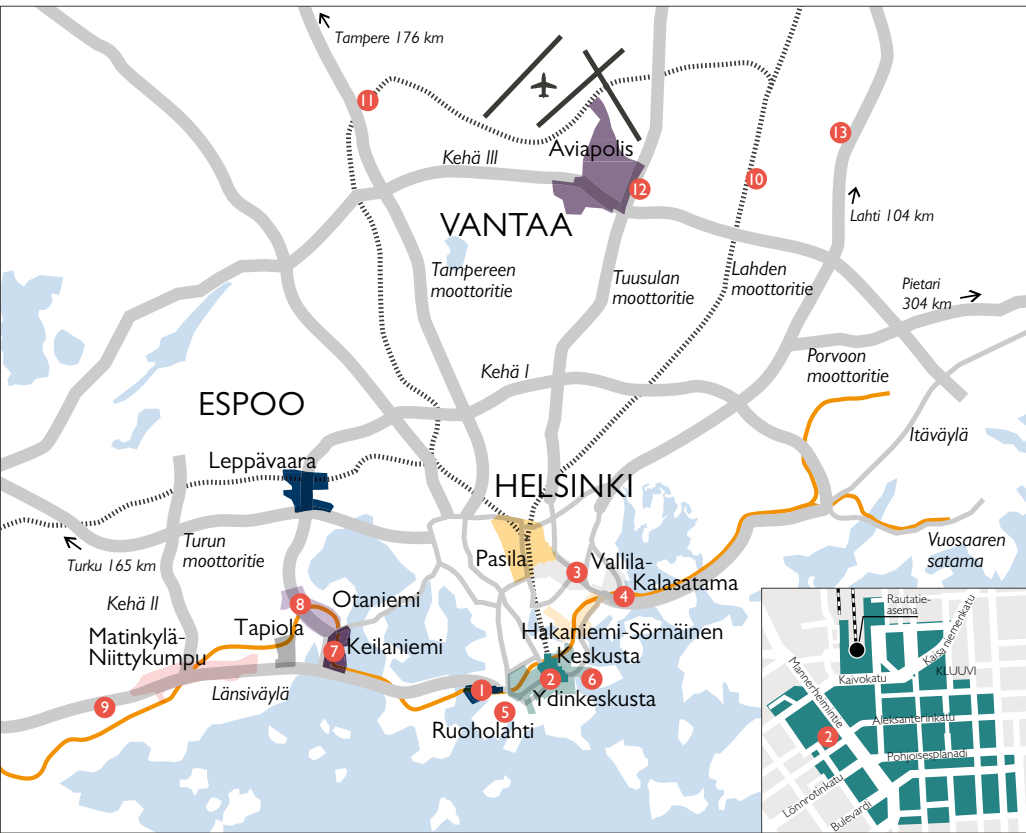 Tampere 176 km
11
13
Aviapolis
Kehä III
12
10
VANTAA
Lahti 104 km
Tampereen
moottoritie
Tuusulan
moottoritie
Lahden
moottoritie
Pietari
304 km
Porvoon
moottoritie
Kehä I
ESPOO
Itäväylä
Leppävaara
HELSINKI
Turku 165 km
Turun
moottoritie
Pasila
3
Vallila-
Kalasatama
4
Vuosaaren
satama
Kehä II
8
Otaniemi
Tapiola
Matinkylä-
Niittykumpu
7
Keilaniemi
Hakaniemi-Sörnäinen
Keskusta
Länsiväylä
9
1
2
6
Ydinkeskusta
5
Ruoholahti
Rautatie-
asema
Kaisaniemenkatu
KLUUVI
Mannerheimintie
Kaivokatu
Aleksanterinkatu
2
Pohjoisesplanadi
Lönnrotinkatu
Bulevardi